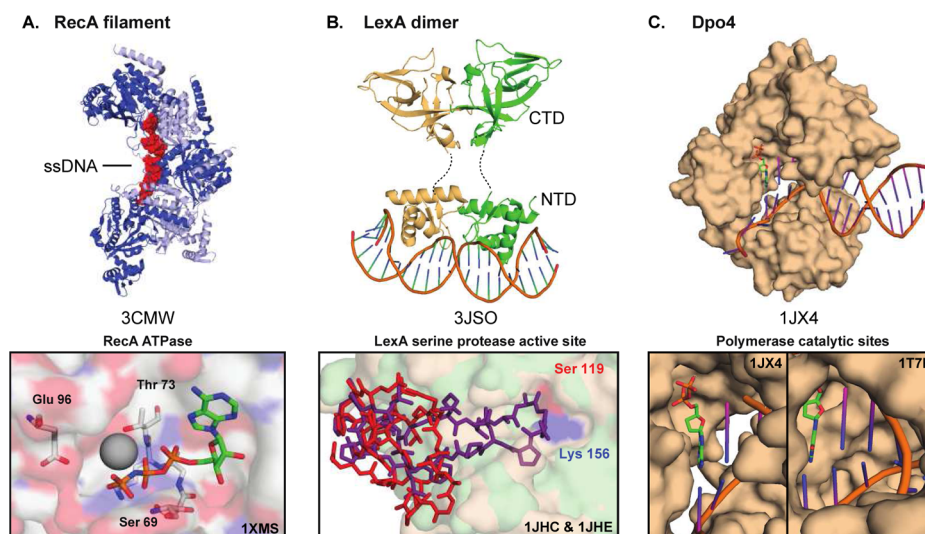 A. RecA filament
B. LexA dimer
C. Dpo4
ssDNA
CTD
NTD
3CMW
3JSO
1JX4
RecA ATPase
LexA serine protease active site
Polymerase catalytic sites
Glu 96
Thr 73
Ser 69
1XMS
Ser 119
Lys 156
1JHC & 1JHE
1JX4